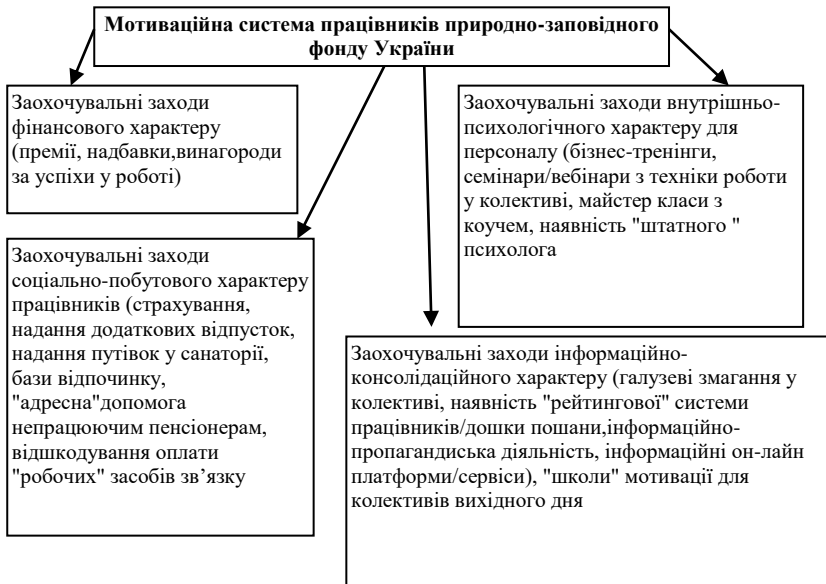 Мотиваційна система працівників природно-заповідного
фонду України
Заохочувальні заходи
фінансового характеру
(премії, надбавки,винагороди
за успіхи у роботі)
Заохочувальні заходи внутрішньо-
психологічного характеру для
персоналу (бізнес-тренінги,
семінари/вебінари з техніки роботи
у колективі, майстер класи з
коучем, наявність "штатного "
психолога
Заохочувальні заходи
соціально-побутового характеру
працівників (страхування,
надання додаткових відпусток,
надання путівок у санаторії,
бази відпочинку,
"адресна"допомога
непрацюючим пенсіонерам,
відшкодування оплати
"робочих" засобів зв’язку
Заохочувальні заходи інформаційно-
консолідаційного характеру (галузеві змагання у
колективі, наявність "рейтингової" системи
працівників/дошки пошани,інформаційно-
пропагандиська діяльність, інформаційні он-лайн
платформи/сервіси), "школи" мотивації для
колективів вихідного дня